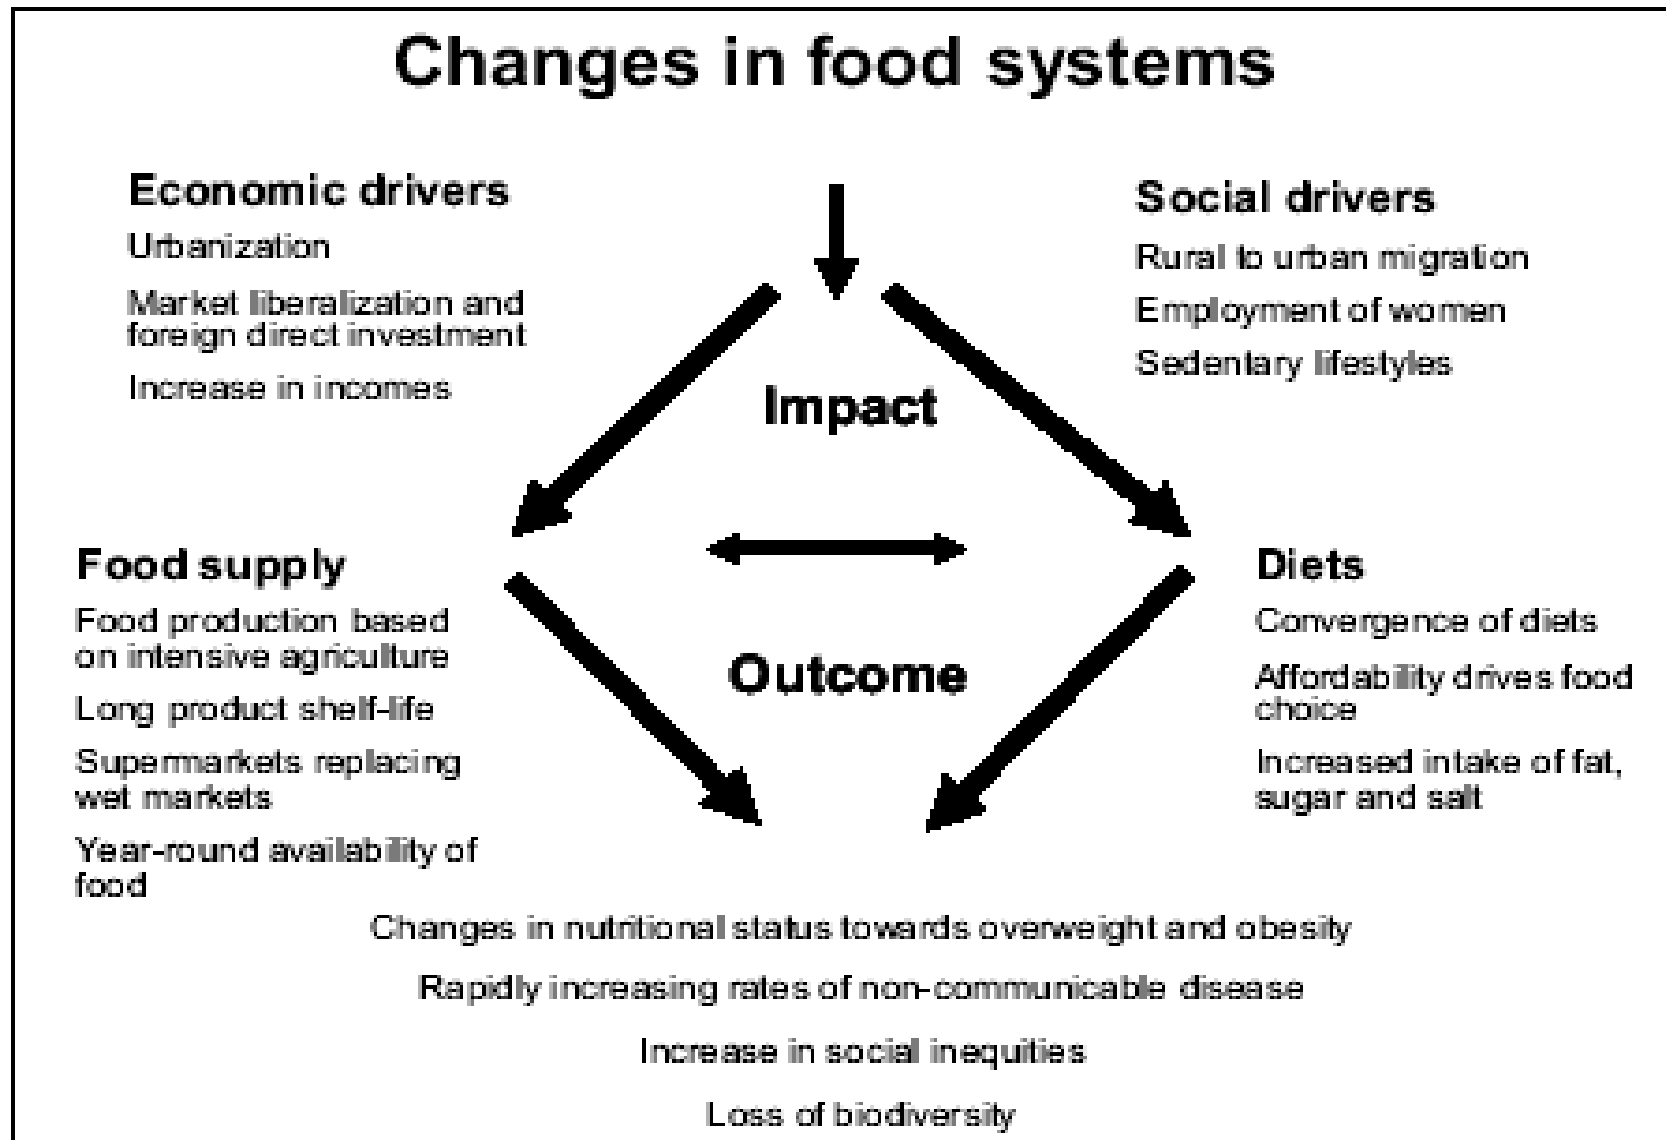 Changes in food systems
Economic drivers
Urbanization
Market liberalization and
foreign direct investment
Increase in incomes
Social drivers
Rural to urban migration
Employment of women
Sedentary lifestyles
Impact
Food supply
Food production based
on intensive agriculture
Long product shelf-life
Supermarkets replacing
wet markets
Year-round availability of
food
Diets
Convergence of diets
Affordability drives food
choice
Increased intake of fat,
sugar and salt
Outcome
Changes in nutritional status towards overweight and obesity
Rapidly increasing rates of non-communicable disease
Increase in social inequities
Loss of biodiversity